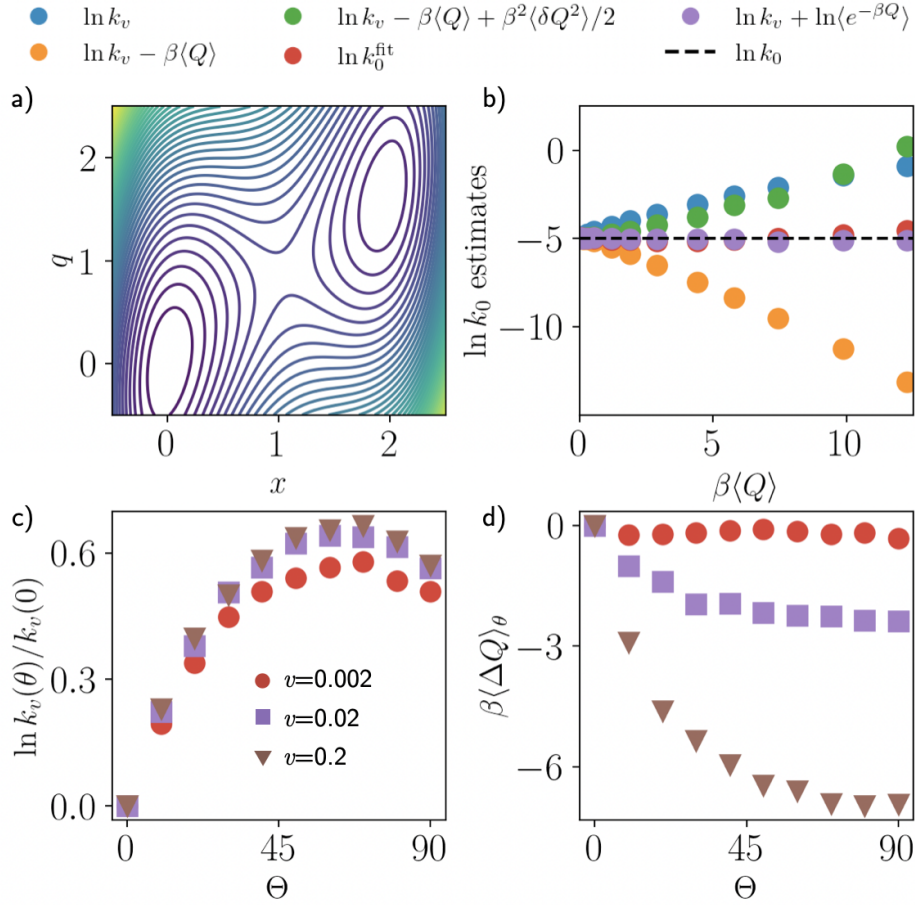 ln k_v
ln k_v − β⟨Q⟩ + β²⟨δQ²⟩/2
ln k_v + ln⟨e^{−βQ}⟩
ln k_v − β⟨Q⟩
ln k_0^{fit}
ln k_0
a)
2
1
0
q
0
2
x
b)
0
−5
−10
ln k_0 estimates
0
5
10
β⟨Q⟩
c)
0.6
0.3
0.0
ln k_v(θ)/k_v(0)
v=0.002
v=0.02
v=0.2
0
45
90
Θ
d)
0
−3
−6
β⟨ΔQ⟩_θ
0
45
90
Θ